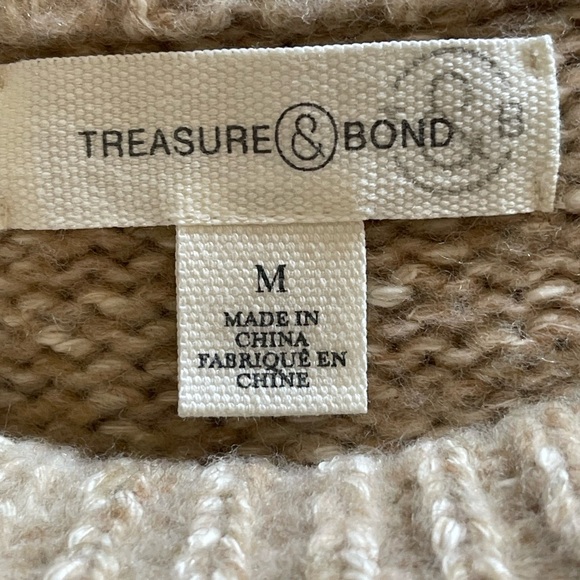 TREASURE & BOND
& B
M
MADE IN
CHINA
FABRIQUÉ EN
CHINE